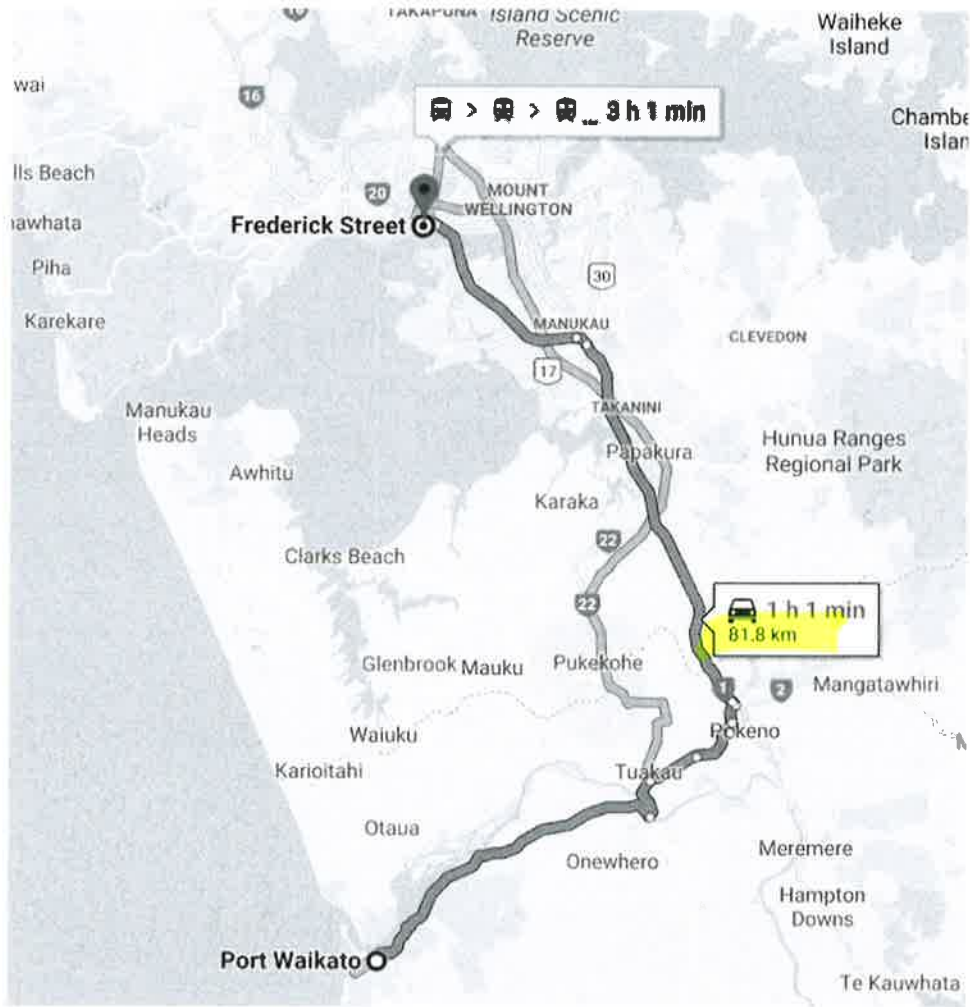 TAKAPUNA
Island Scenic
Reserve
Waiheke
Island
wai
16
3 h 1 min
Chambe
Islan
lls Beach
20
MOUNT
WELLINGTON
nawhata
Frederick Street
Piha
30
Karekare
MANUKAU
CLEVEDON
17
Manukau
Heads
TAKANINI
Hunua Ranges
Regional Park
Papakura
Awhitu
Karaka
22
Clarks Beach
22
1 h 1 min
81.8 km
Glenbrook
Mauku
Pukekohe
1
2
Mangatawhiri
Waiuku
Pokeno
Karioitahi
Tuakau
Otaua
Onewhero
Meremere
Hampton
Downs
Port Waikato
Te Kauwhata